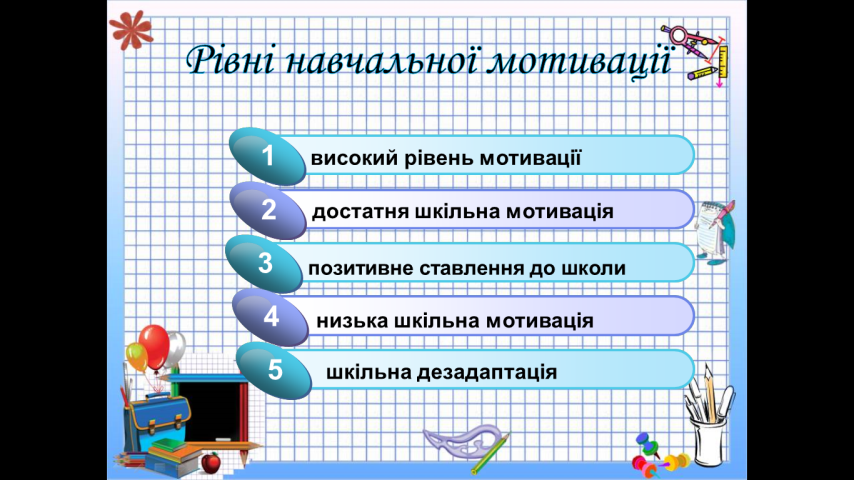 Рівні навчальної мотивації
1 високий рівень мотивації
2 достатня шкільна мотивація
3 позитивне ставлення до школи
4 низька шкільна мотивація
5 шкільна дезадаптація